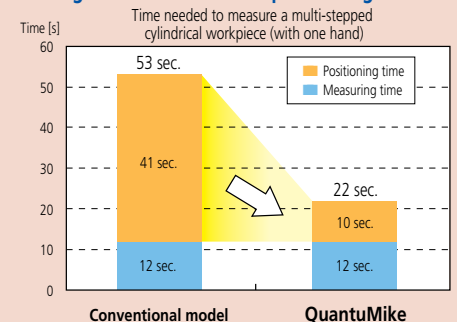 Time needed to measure a multi-stepped
cylindrical workpiece (with one hand)
Time [s]
60
50
40
30
20
10
0
53 sec.
41 sec.
12 sec.
Positioning time
Measuring time
22 sec.
10 sec.
12 sec.
Conventional model
QuantuMike